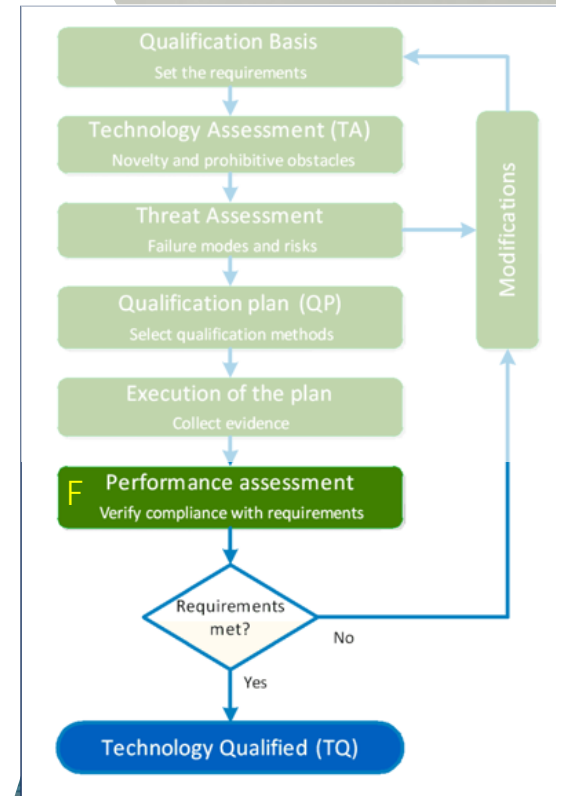 Qualification Basis
Set the requirements
Technology Assessment (TA)
Novelty and prohibitive obstacles
Threat Assessment
Failure modes and risks
Modifications
Qualification plan (QP)
Select qualification methods
Execution of the plan
Collect evidence
F
Performance assessment
Verify compliance with requirements
Requirements
met?
No
Yes
Technology Qualified (TQ)